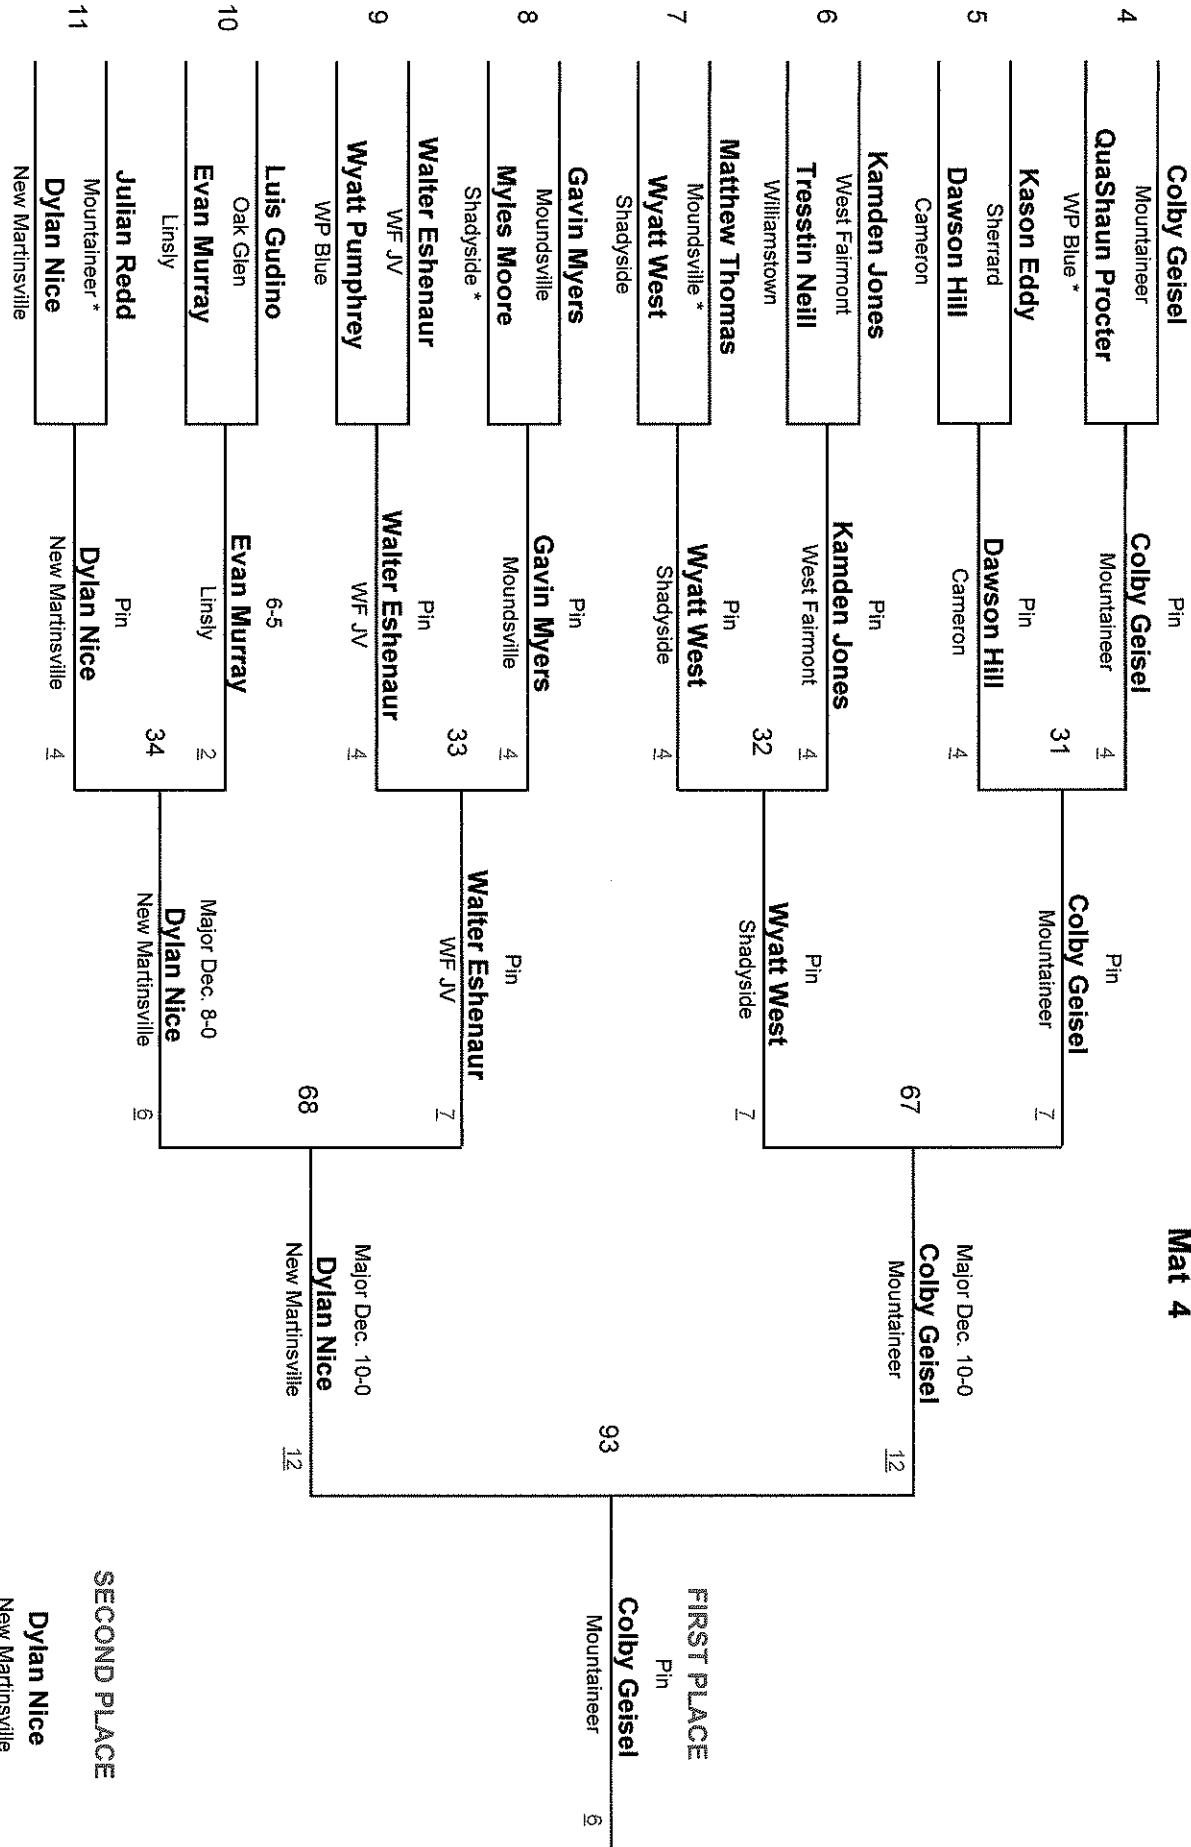 Mat 4
4
Colby Geisel
Mountaineer
QuaShaun Procter
WP Blue *
5
Kason Eddy
Sherrard
Dawson Hill
Cameron
6
Kamden Jones
West Fairmont
Tresstin Neill
Williamstown
7
Matthew Thomas
Moundsville *
Wyatt West
Shadyside
8
Gavin Myers
Moundsville
Myles Moore
Shadyside *
9
Walter Eshenaur
WF JV
Wyatt Pumphrey
WP Blue
10
Luis Gudino
Oak Glen
Evan Murray
Linsly
11
Julian Redd
Mountaineer *
Dylan Nice
New Martinsville
Pin
Colby Geisel
Mountaineer 4
31
Pin
Dawson Hill
Cameron 4
Pin
Kamden Jones
West Fairmont 4
32
Pin
Wyatt West
Shadyside 4
Pin
Gavin Myers
Moundsville 4
33
Pin
Walter Eshenaur
WF JV 4
6-5
Evan Murray
Linsly 2
34
Pin
Dylan Nice
New Martinsville 4
Pin
Colby Geisel
Mountaineer 7
67
Pin
Wyatt West
Shadyside 7
Pin
Walter Eshenaur
WF JV 7
68
Major Dec. 8-0
Dylan Nice
New Martinsville 6
Major Dec. 10-0
Colby Geisel
Mountaineer 12
93
Major Dec. 10-0
Dylan Nice
New Martinsville 12
FIRST PLACE
Pin
Colby Geisel
Mountaineer 6
SECOND PLACE
Dylan Nice
New Martinsville